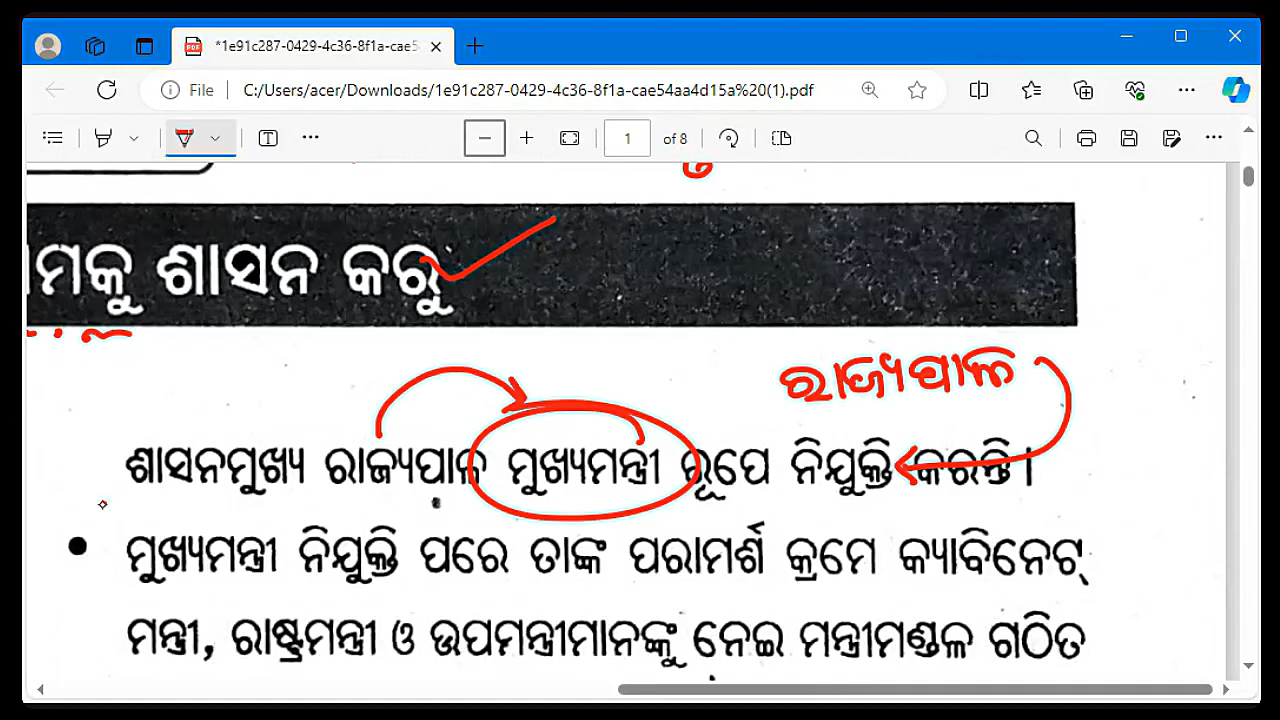 *1e91c287-0429-4c36-8f1a-cae5
File C:/Users/acer/Downloads/1e91c287-0429-4c36-8f1a-cae54aa4d15a%20(1).pdf
1 of 8
ମକୁ ଶାସନ କରୁ
ରାଜ୍ୟପାଳ
ଶାସନମୁଖ୍ୟ ରାଜ୍ୟପାଳ ମୁଖ୍ୟମନ୍ତ୍ରୀ ରୂପେ ନିଯୁକ୍ତି କରନ୍ତି।
• ମୁଖ୍ୟମନ୍ତ୍ରୀ ନିଯୁକ୍ତି ପରେ ତାଙ୍କ ପରାମର୍ଶ କ୍ରମେ କ୍ୟାବିନେଟ୍
ମନ୍ତ୍ରୀ, ରାଷ୍ଟ୍ରମନ୍ତ୍ରୀ ଓ ଉପମନ୍ତ୍ରୀମାନଙ୍କୁ ନେଇ ମନ୍ତ୍ରୀମଣ୍ଡଳ ଗଠିତ